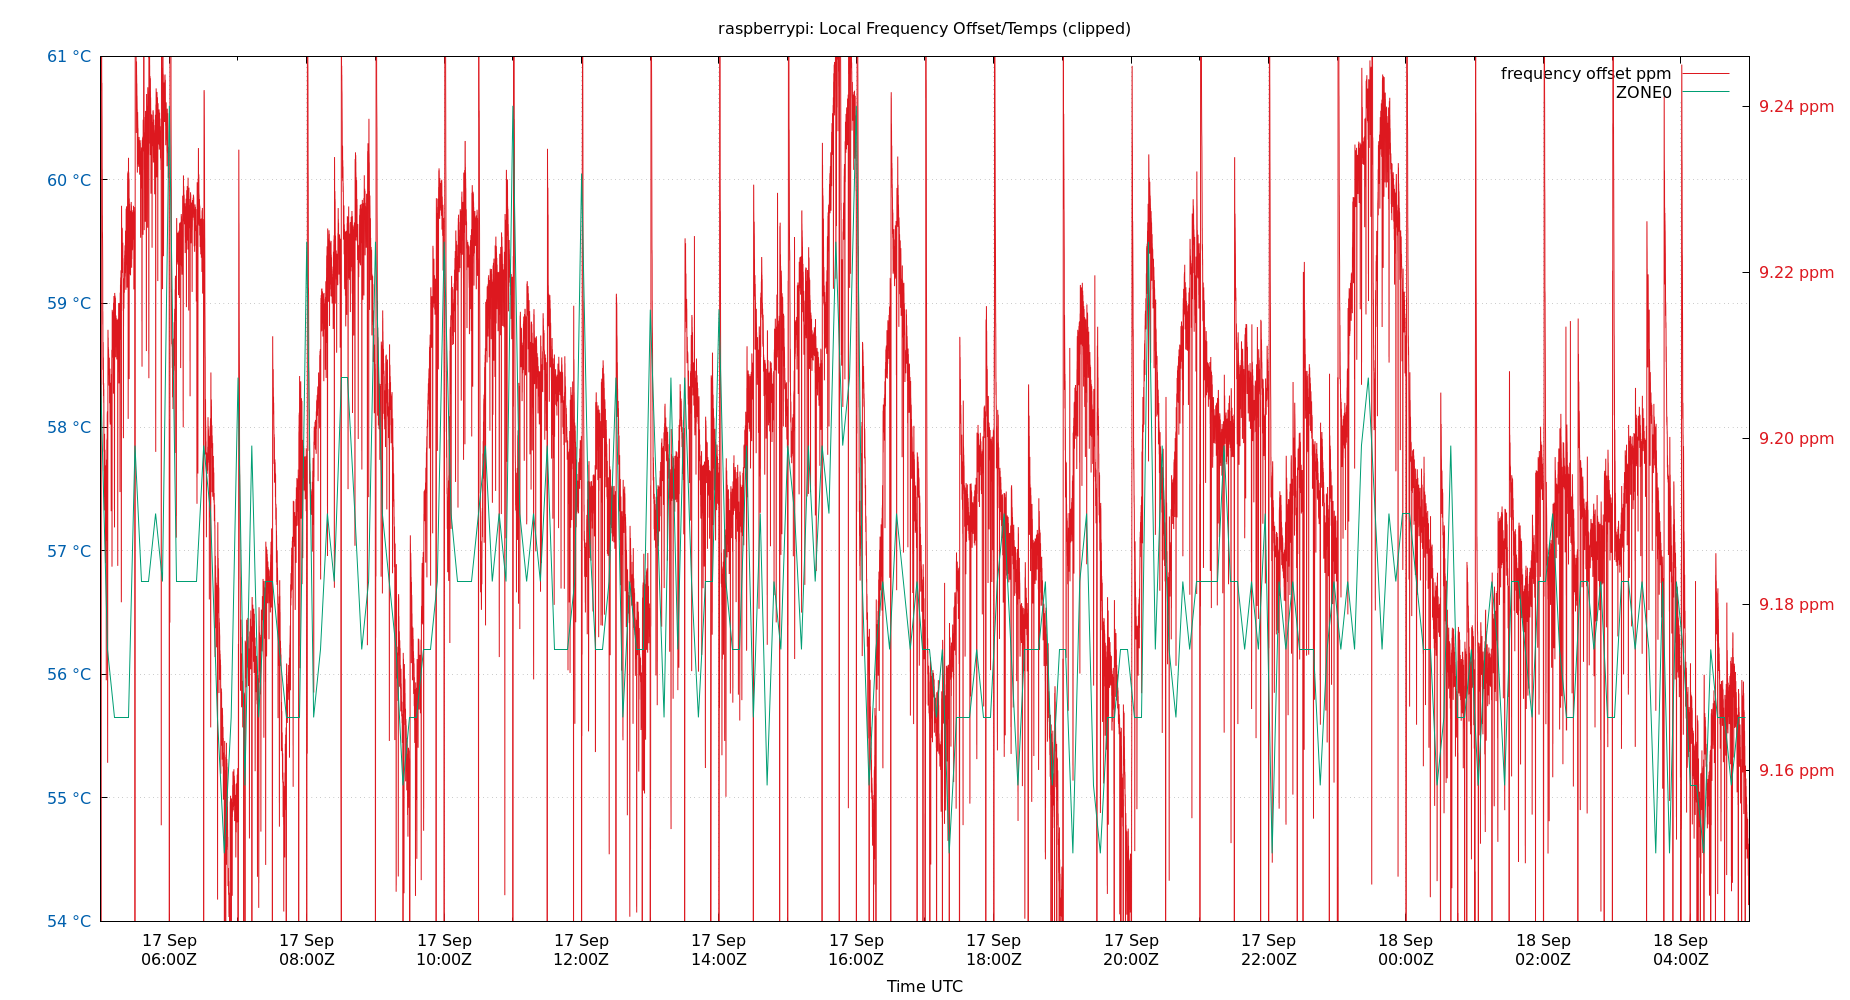 raspberrypi: Local Frequency Offset/Temps (clipped)
61 °C
60 °C
59 °C
58 °C
57 °C
56 °C
55 °C
54 °C
frequency offset ppm
ZONE0
9.24 ppm
9.22 ppm
9.20 ppm
9.18 ppm
9.16 ppm
17 Sep
06:00Z
17 Sep
08:00Z
17 Sep
10:00Z
17 Sep
12:00Z
17 Sep
14:00Z
17 Sep
16:00Z
17 Sep
18:00Z
17 Sep
20:00Z
17 Sep
22:00Z
18 Sep
00:00Z
18 Sep
02:00Z
18 Sep
04:00Z
Time UTC